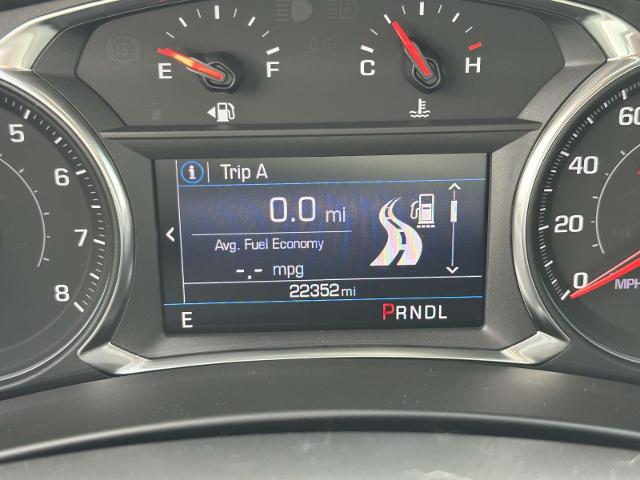 E F
C H
5
6
7
8
i Trip A
0.0 mi
Avg. Fuel Economy
-.- mpg
22352 mi
E PRNDL
60
40
20
0
MPH